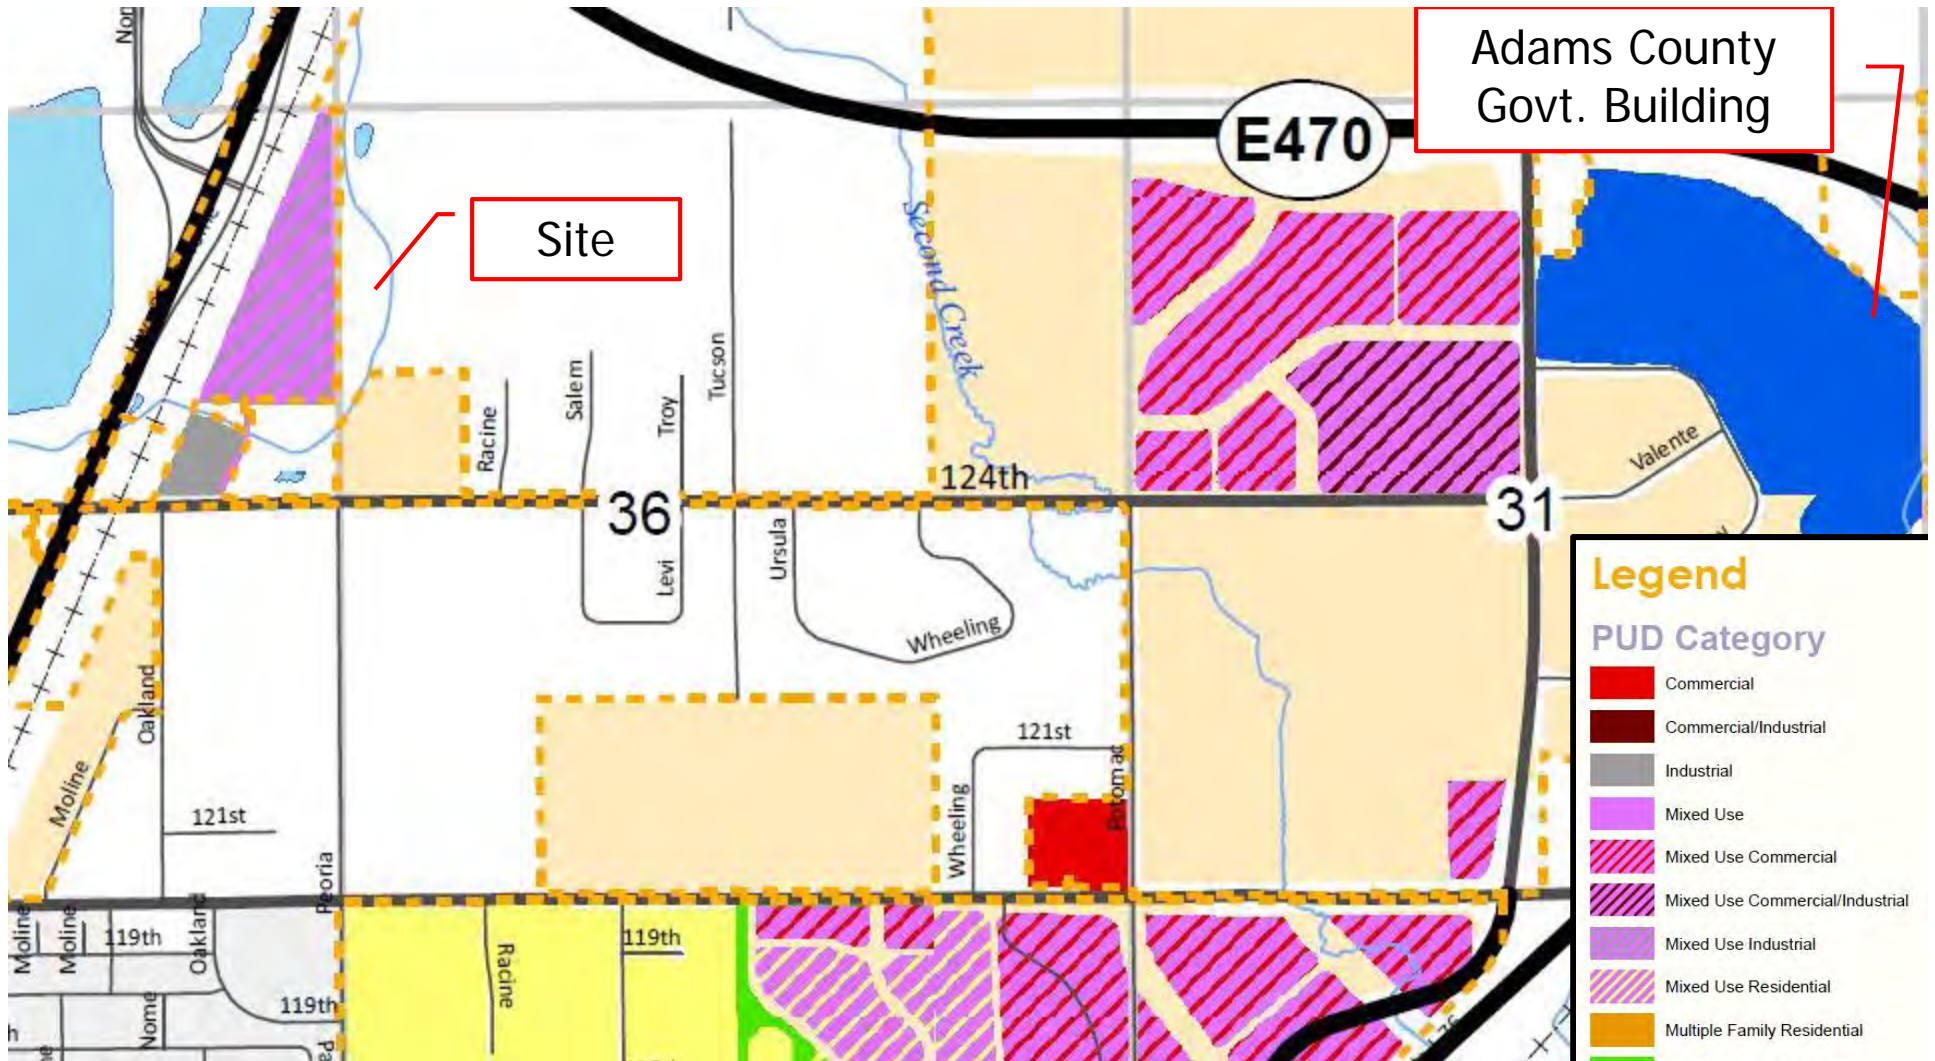 Adams County
Govt. Building
E470
Site
Second Creek
Tucson
Salem
Troy
Racine
124th
Valente
36
31
Ursula
Levi
Wheeling
Oakland
Moline
121st
121st
Wheeling
Potomac
Peoria
Moline
Moline
119th
Oakland
Racine
119th
119th
Nome
76
Legend
PUD Category
Commercial
Commercial/Industrial
Industrial
Mixed Use
Mixed Use Commercial
Mixed Use Commercial/Industrial
Mixed Use Industrial
Mixed Use Residential
Multiple Family Residential